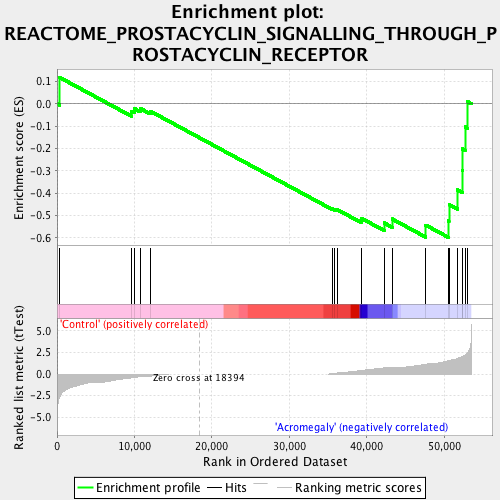 Enrichment plot:
REACTOME_PROSTACYCLIN_SIGNALLING_THROUGH_P
ROSTACYCLIN_RECEPTOR
Enrichment score (ES)
0.1
0.0
-0.1
-0.2
-0.3
-0.4
-0.5
-0.6
'Control' (positively correlated)
Ranked list metric (tTest)
5.0
2.5
0.0
-2.5
-5.0
Zero cross at 18394
'Acromegaly' (negatively correlated)
0
10,000
20,000
30,000
40,000
50,000
Rank in Ordered Dataset
Enrichment profile
Hits
Ranking metric scores